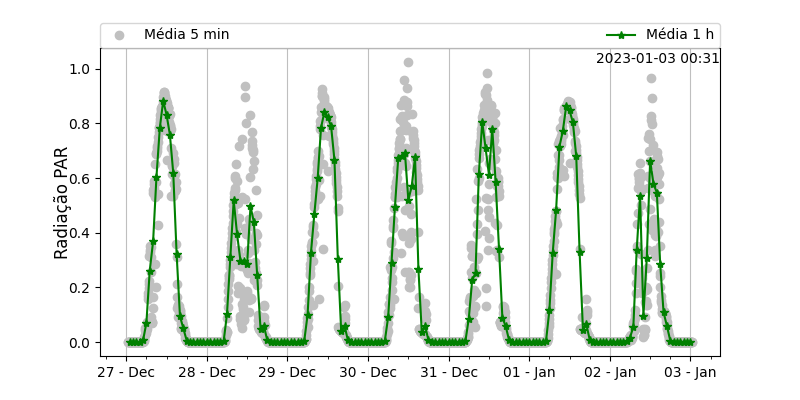 Média 5 min
Média 1 h
2023-01-03 00:31
Radiação PAR
1.0
0.8
0.6
0.4
0.2
0.0
27 - Dec
28 - Dec
29 - Dec
30 - Dec
31 - Dec
01 - Jan
02 - Jan
03 - Jan